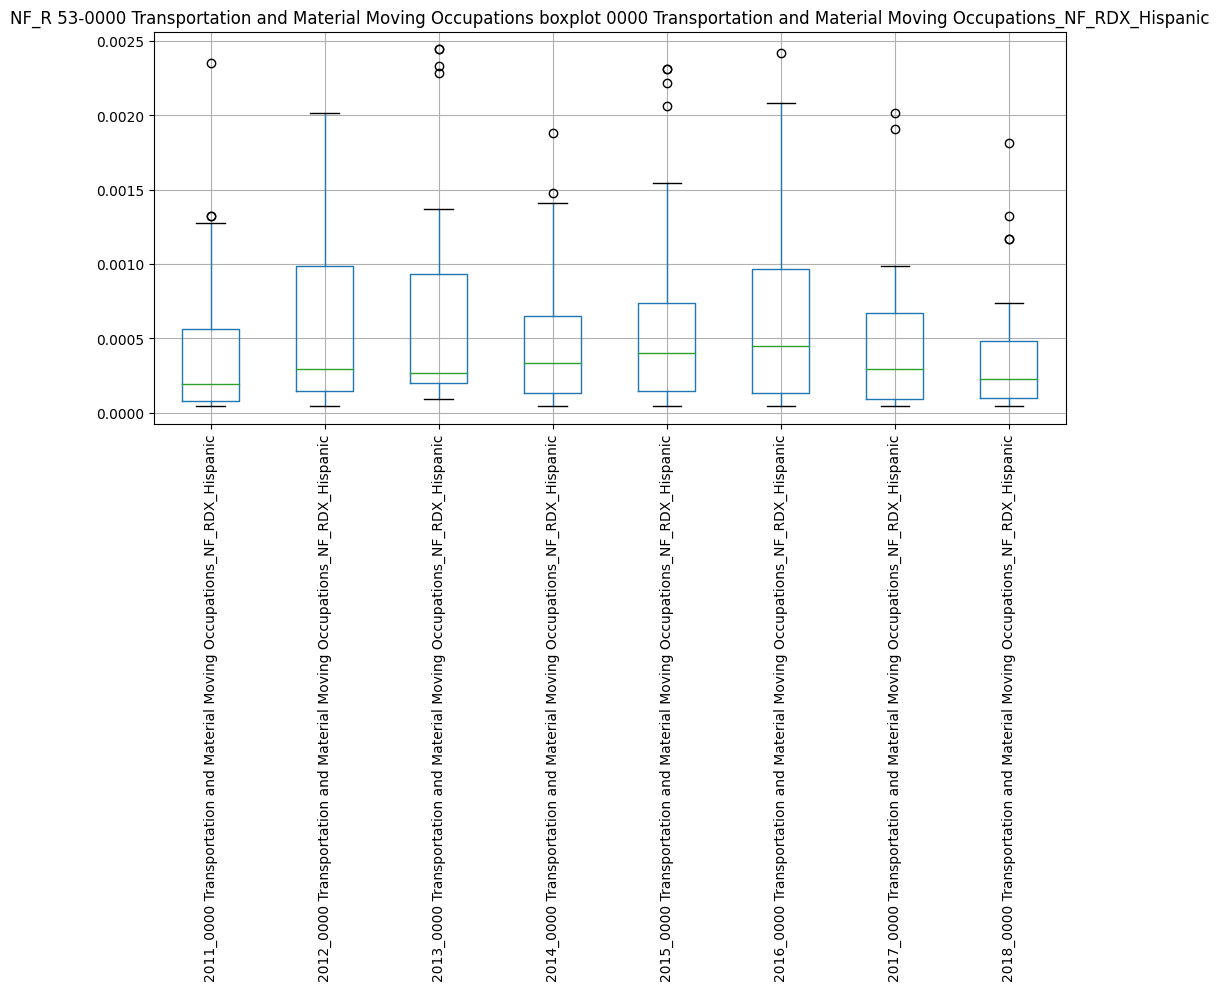 NF_R 53-0000 Transportation and Material Moving Occupations boxplot 0000 Transportation and Material Moving Occupations_NF_RDX_Hispanic
0.0025
0.0020
0.0015
0.0010
0.0005
0.0000
2011_0000 Transportation and Material Moving Occupations_NF_RDX_Hispanic
2012_0000 Transportation and Material Moving Occupations_NF_RDX_Hispanic
2013_0000 Transportation and Material Moving Occupations_NF_RDX_Hispanic
2014_0000 Transportation and Material Moving Occupations_NF_RDX_Hispanic
2015_0000 Transportation and Material Moving Occupations_NF_RDX_Hispanic
2016_0000 Transportation and Material Moving Occupations_NF_RDX_Hispanic
2017_0000 Transportation and Material Moving Occupations_NF_RDX_Hispanic
2018_0000 Transportation and Material Moving Occupations_NF_RDX_Hispanic